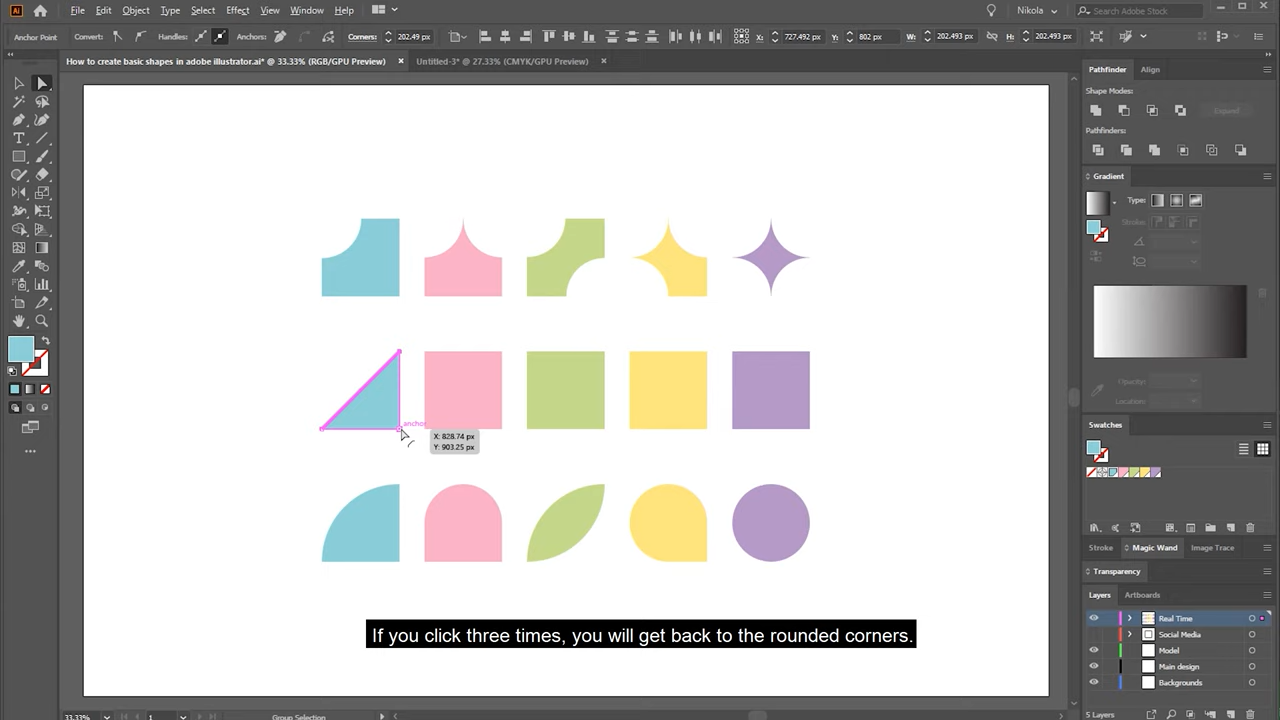 Ai File Edit Object Type Select Effect View Window Help Nikola Search Adobe Stock
Anchor Point Convert: Handles: Anchors: Corners: 202.49 px X: 727.492 px Y: 802 px W: 202.493 px H: 202.493 px
How to create basic shapes in adobe illustrator.ai* @ 33.33% (RGB/GPU Preview) Untitled-3* @ 27.33% (CMYK/GPU Preview)
Pathfinder Align
Shape Modes:
Expand
Pathfinders:
Gradient
Type:
Strokes:
Opacity:
Location:
anchor
X: 828.74 px
Y: 903.25 px
Swatches
Stroke Magic Wand Image Trace
Transparency
Layers Artboards
Real Time
Social Media
Model
Main design
Backgrounds
If you click three times, you will get back to the rounded corners.
33.33% 1 Group Selection 5 Layers